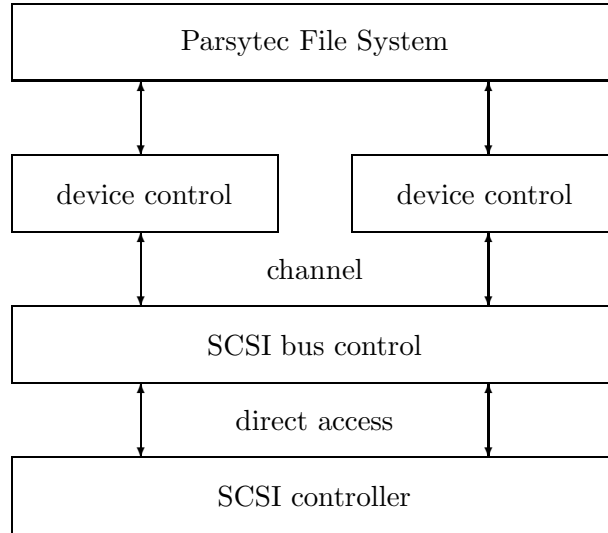 Parsytec File System
device control
device control
channel
SCSI bus control
direct access
SCSI controller